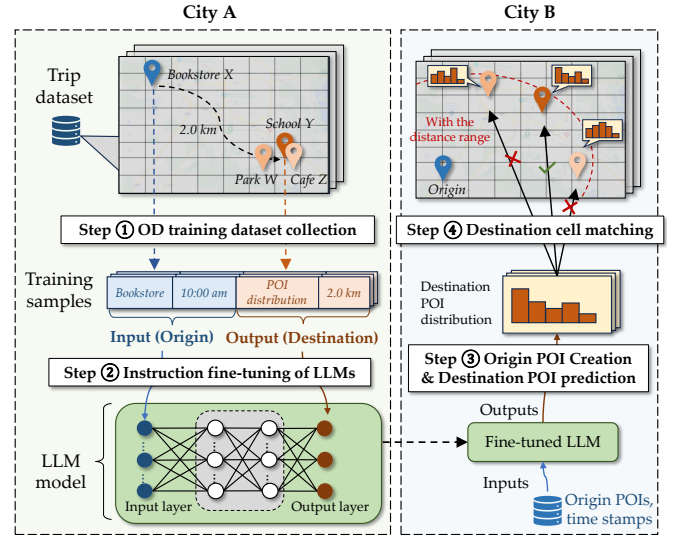 City A
Trip
dataset
Bookstore X
2.0 km
School Y
Park W
Cafe Z
Step ① OD training dataset collection
Training
samples
Bookstore
10:00 am
POI
distribution
2.0 km
Input (Origin)
Output (Destination)
Step ② Instruction fine-tuning of LLMs
LLM
model
Input layer
Output layer
City B
With the
distance range
Origin
Step ④ Destination cell matching
Destination
POI
distribution
Step ③ Origin POI Creation
& Destination POI prediction
Outputs
Fine-tuned LLM
Inputs
Origin POIs,
time stamps